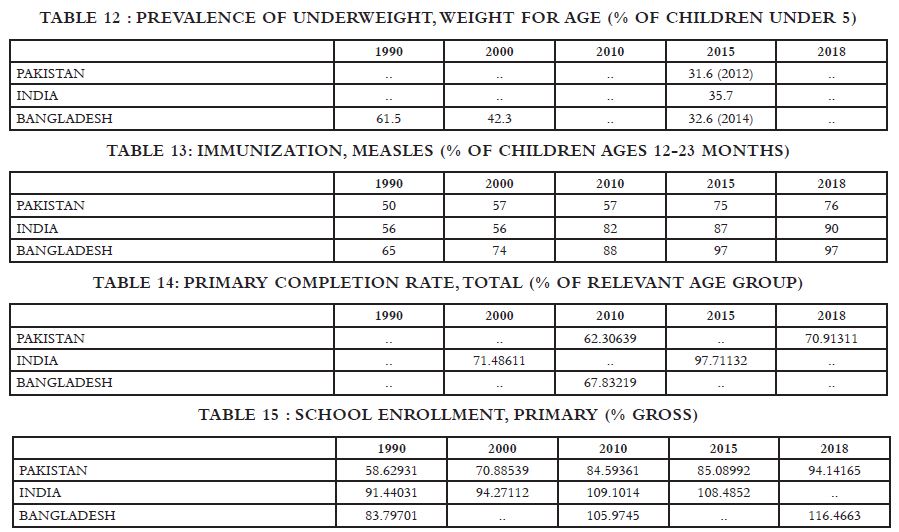 TABLE 12 : PREVALENCE OF UNDERWEIGHT, WEIGHT FOR AGE (% OF CHILDREN UNDER 5)
1990 2000 2010 2015 2018
PAKISTAN .. .. .. 31.6 (2012) ..
INDIA .. .. .. 35.7 ..
BANGLADESH 61.5 42.3 .. 32.6 (2014) ..
TABLE 13: IMMUNIZATION, MEASLES (% OF CHILDREN AGES 12-23 MONTHS)
1990 2000 2010 2015 2018
PAKISTAN 50 57 57 75 76
INDIA 56 56 82 87 90
BANGLADESH 65 74 88 97 97
TABLE 14: PRIMARY COMPLETION RATE, TOTAL (% OF RELEVANT AGE GROUP)
1990 2000 2010 2015 2018
PAKISTAN .. .. 62.30639 .. 70.91311
INDIA .. 71.48611 .. 97.71132 ..
BANGLADESH .. .. 67.83219 .. ..
TABLE 15 : SCHOOL ENROLLMENT, PRIMARY (% GROSS)
1990 2000 2010 2015 2018
PAKISTAN 58.62931 70.88539 84.59361 85.08992 94.14165
INDIA 91.44031 94.27112 109.1014 108.4852 ..
BANGLADESH 83.79701 .. 105.9745 .. 116.4663